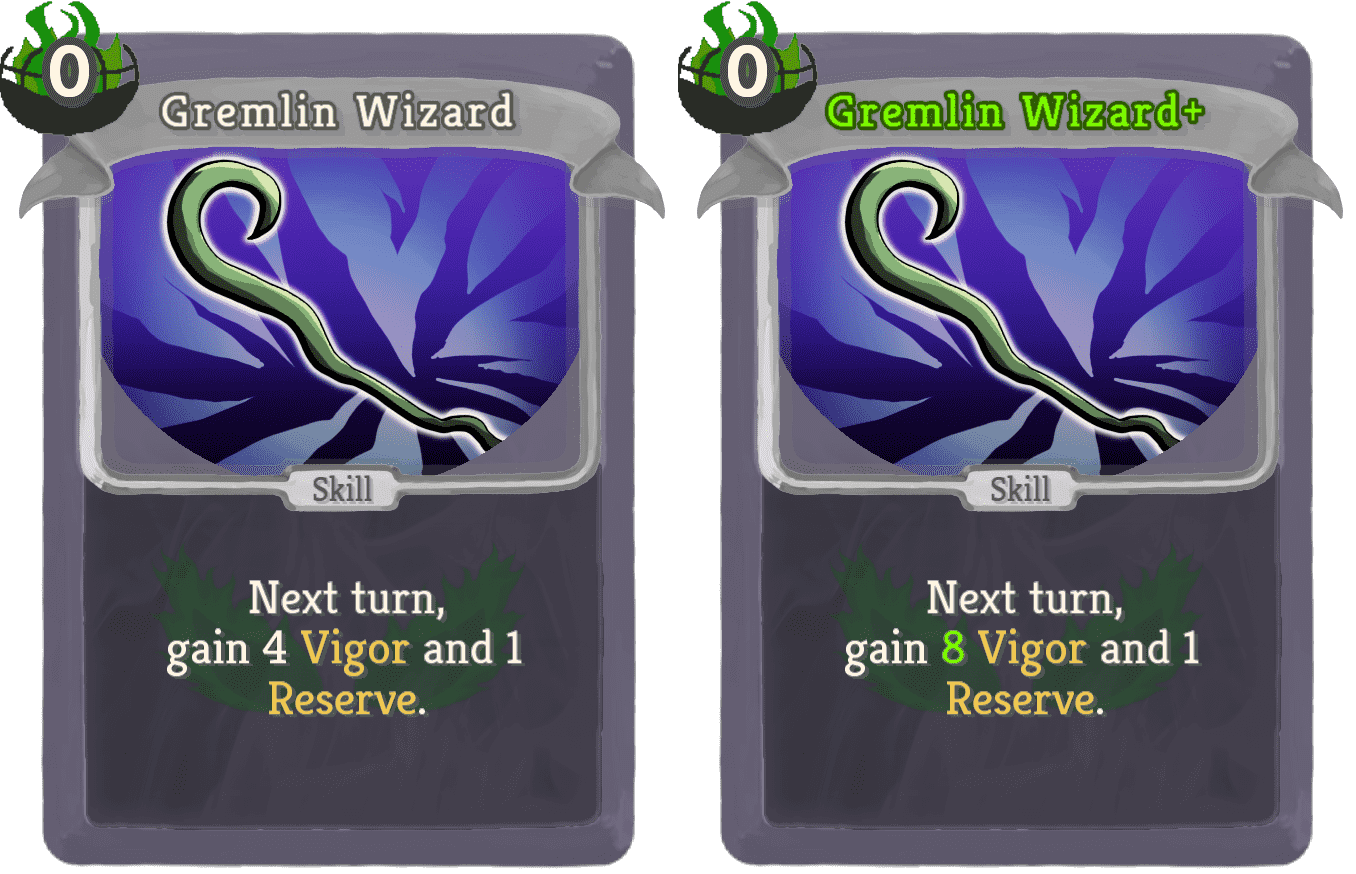 0
Gremlin Wizard
Skill
Next turn,
gain 4 Vigor and 1
Reserve.
0
Gremlin Wizard+
Skill
Next turn,
gain 8 Vigor and 1
Reserve.